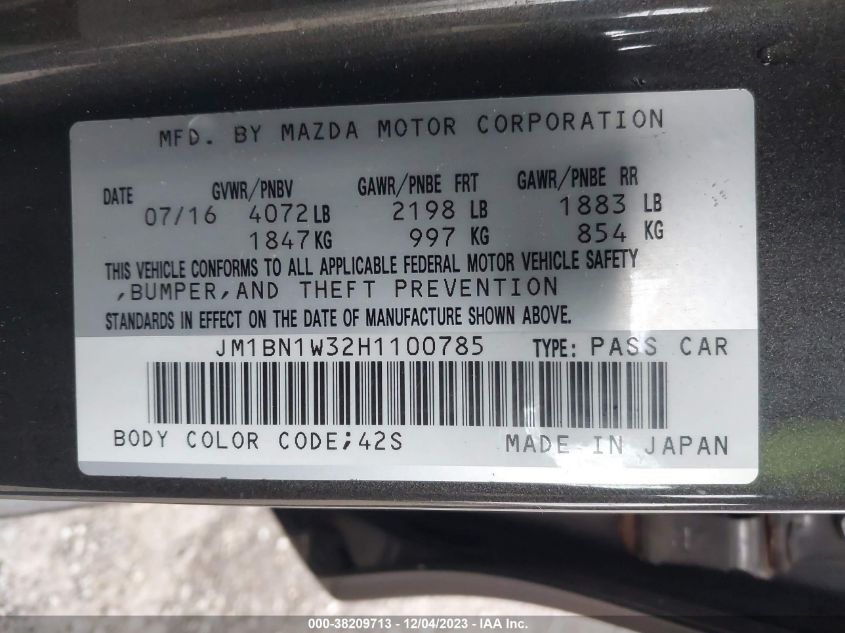 MFD. BY MAZDA MOTOR CORPORATION
DATE GVWR/PNBV GAWR/PNBE FRT GAWR/PNBE RR
07/16 4072 LB 2198 LB 1883 LB
1847 KG 997 KG 854 KG
THIS VEHICLE CONFORMS TO ALL APPLICABLE FEDERAL MOTOR VEHICLE SAFETY
,BUMPER,AND THEFT PREVENTION
STANDARDS IN EFFECT ON THE DATE OF MANUFACTURE SHOWN ABOVE.
JM1BN1W32H1100785 TYPE: PASS CAR
BODY COLOR CODE;42S MADE IN JAPAN
000-38209713 - 12/04/2023 - IAA Inc.